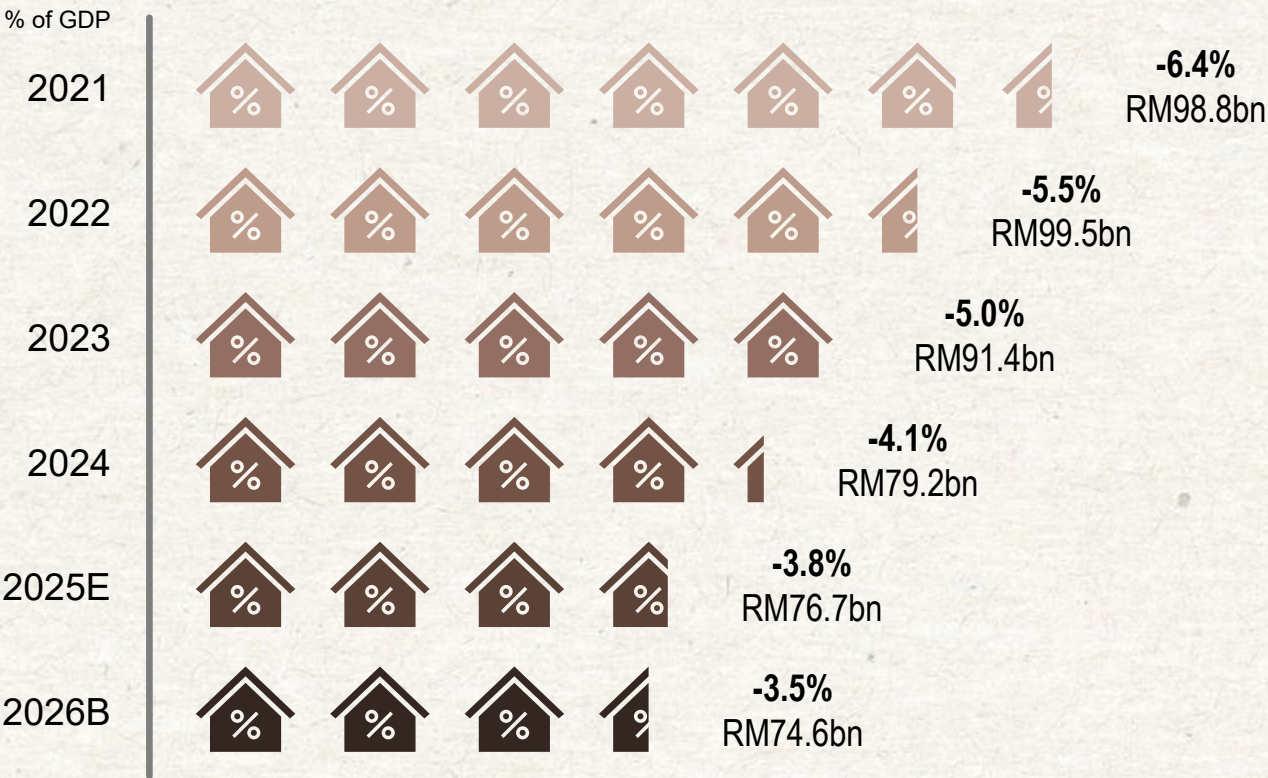 % of GDP
2021
-6.4%
RM98.8bn
2022
-5.5%
RM99.5bn
2023
-5.0%
RM91.4bn
2024
-4.1%
RM79.2bn
2025E
-3.8%
RM76.7bn
2026B
-3.5%
RM74.6bn